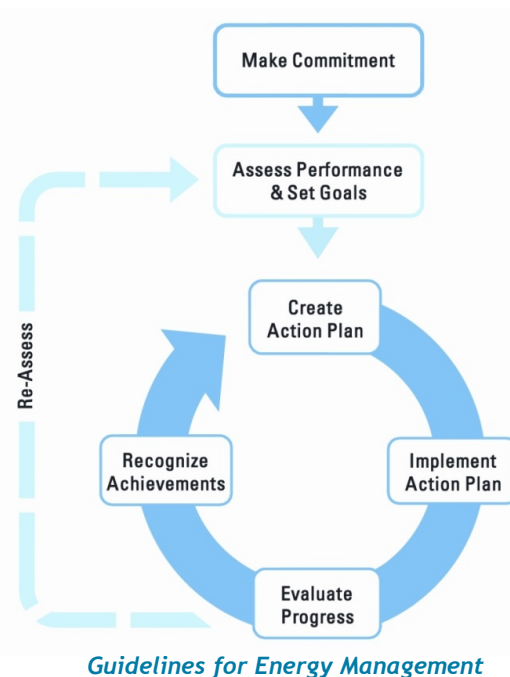 Make Commitment
Assess Performance
& Set Goals
Create
Action Plan
Re-Assess
Recognize
Achievements
Implement
Action Plan
Evaluate
Progress
Guidelines for Energy Management